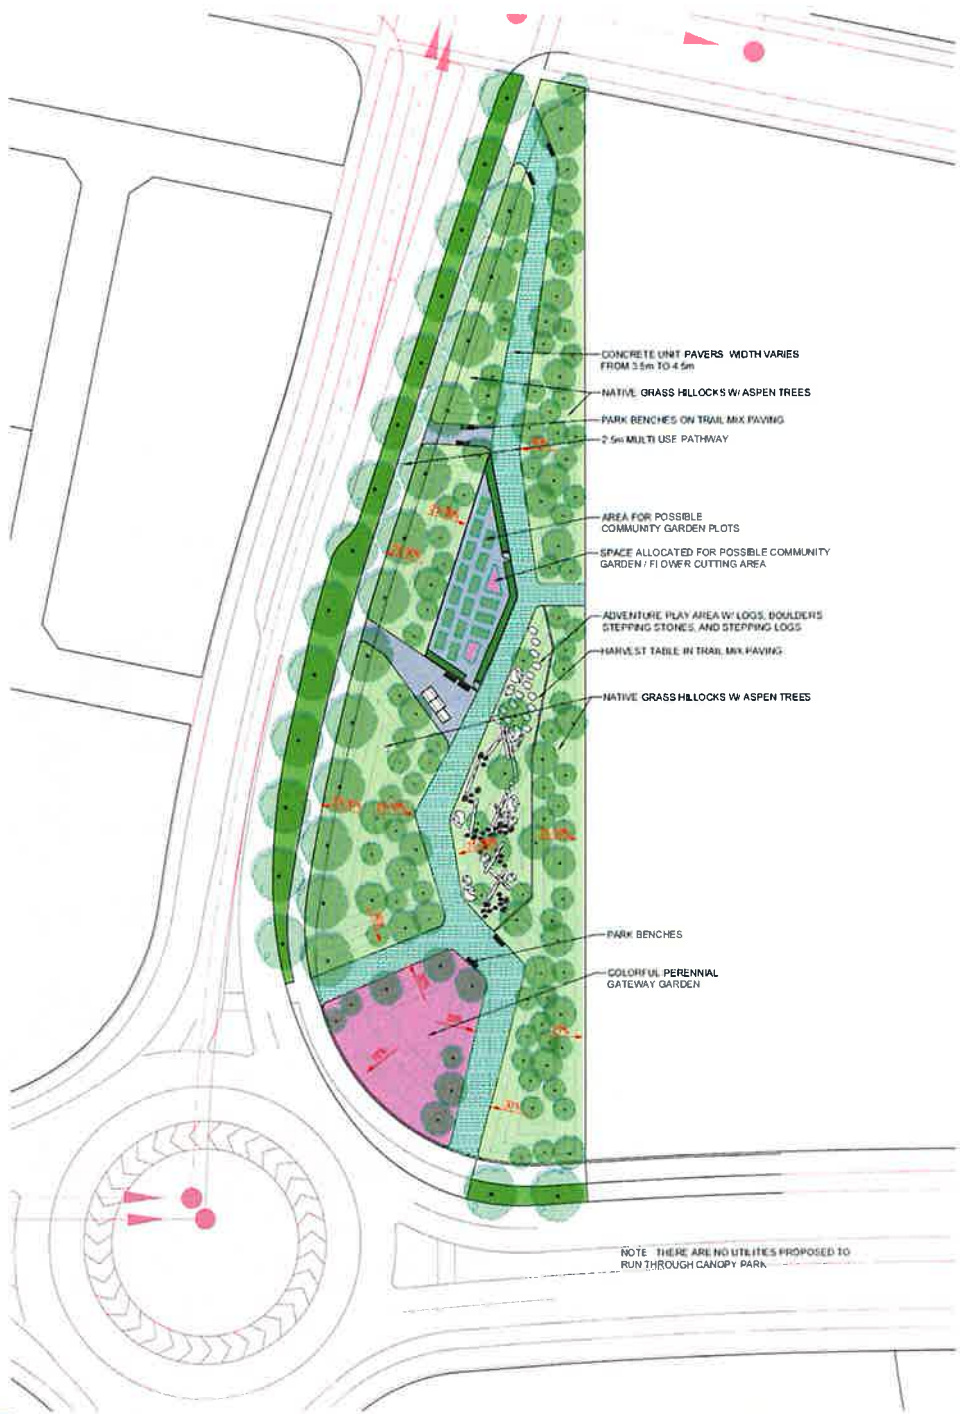 CONCRETE UNIT PAVERS WIDTH VARIES
FROM 3.5m TO 4.5m
NATIVE GRASS HILLOCKS W/ ASPEN TREES
PARK BENCHES ON TRAIL MIX PAVING
2.5m MULTI USE PATHWAY
AREA FOR POSSIBLE
COMMUNITY GARDEN PLOTS
SPACE ALLOCATED FOR POSSIBLE COMMUNITY
GARDEN / FLOWER CUTTING AREA
ADVENTURE PLAY AREA W/ LOGS, BOULDERS
STEPPING STONES, AND STEPPING LOGS
HARVEST TABLE IN TRAIL MIX PAVING
NATIVE GRASS HILLOCKS W/ ASPEN TREES
PARK BENCHES
COLORFUL PERENNIAL
GATEWAY GARDEN
NOTE THERE ARE NO UTILITIES PROPOSED TO
RUN THROUGH CANOPY PARK